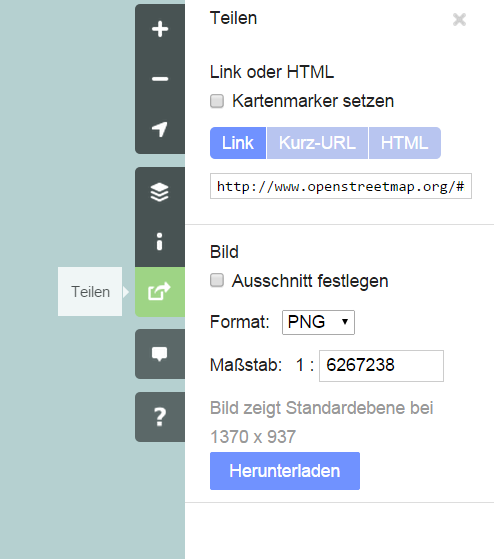 Teilen
Link oder HTML
Kartenmarker setzen
Link Kurz-URL HTML
http://www.openstreetmap.org/#
Bild
Ausschnitt festlegen
Teilen
Format: PNG
Maßstab: 1 : 6267238
Bild zeigt Standardebene bei
1370 x 937
Herunterladen